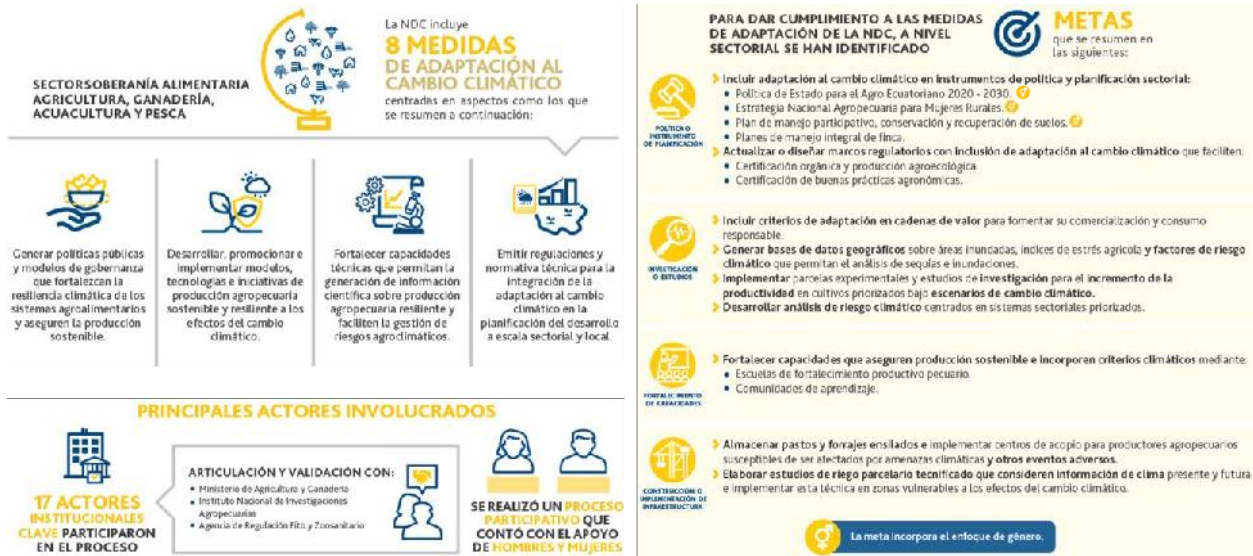 SECTORSOBERANÍA ALIMENTARIA
AGRICULTURA, GANADERÍA,
ACUACULTURA Y PESCA
La NDC incluye
8 MEDIDAS
DE ADAPTACIÓN AL
CAMBIO CLIMÁTICO
centradas en aspectos como los que
se resumen a continuación:
Generar políticas públicas
y modelos de gobernanza
que fortalezcan la
resiliencia climática de los
sistemas agroalimentarios
y aseguren la producción
sostenible.
Desarrollar, promocionar e
implementar modelos,
tecnologías e iniciativas de
producción agropecuaria
sostenible y resiliente a los
efectos del cambio
climático.
Fortalecer capacidades
técnicas que permitan la
generación de información
científica sobre producción
agropecuaria resiliente y
faciliten la gestión de
riesgos agroclimáticos.
Emitir regulaciones y
normativa técnica para la
integración de la
adaptación al cambio
climático en la
planificación del desarrollo
a escala sectorial y local.
PRINCIPALES ACTORES INVOLUCRADOS
17 ACTORES
INSTITUCIONALES
CLAVE PARTICIPARON
EN EL PROCESO
ARTICULACIÓN Y VALIDACIÓN CON:
• Ministerio de Agricultura y Ganadería
• Instituto Nacional de Investigaciones
Agropecuarias
• Agencia de Regulación Fito y Zoosanitario
SE REALIZÓ UN PROCESO
PARTICIPATIVO QUE
CONTÓ CON EL APOYO
DE HOMBRES Y MUJERES
PARA DAR CUMPLIMIENTO A LAS MEDIDAS
DE ADAPTACIÓN DE LA NDC, A NIVEL
SECTORIAL SE HAN IDENTIFICADO
METAS
que se resumen en
las siguientes:
POLÍTICA O
INSTRUMENTO
DE PLANIFICACIÓN
Incluir adaptación al cambio climático en instrumentos de política y planificación sectorial:
• Política de Estado para el Agro Ecuatoriano 2020 - 2030.
• Estrategia Nacional Agropecuaria para Mujeres Rurales.
• Plan de manejo participativo, conservación y recuperación de suelos.
• Planes de manejo integral de finca.
Actualizar o diseñar marcos regulatorios con inclusión de adaptación al cambio climático que faciliten:
• Certificación orgánica y producción agroecológica
• Certificación de buenas prácticas agronómicas.
INVESTIGACIÓN
O ESTUDIOS
Incluir criterios de adaptación en cadenas de valor para fomentar su comercialización y consumo
responsable.
Generar bases de datos geográficos sobre áreas inundadas, índices de estrés agrícola y factores de riesgo
climático que permitan el análisis de sequías e inundaciones.
Implementar parcelas experimentales y estudios de investigación para el incremento de la
productividad en cultivos priorizados bajo escenarios de cambio climático.
Desarrollar análisis de riesgo climático centrados en sistemas sectoriales priorizados.
FORTALECIMIENTO
DE CAPACIDADES
Fortalecer capacidades que aseguren producción sostenible e incorporen criterios climáticos mediante:
• Escuelas de fortalecimiento productivo pecuario.
• Comunidades de aprendizaje.
CONSTRUCCIÓN O
IMPLEMENTACIÓN DE
INFRAESTRUCTURA
Almacenar pastos y forrajes ensilados e implementar centros de acopio para productores agropecuarios
susceptibles de ser afectados por amenazas climáticas y otros eventos adversos.
Elaborar estudios de riego parcelario tecnificado que consideren información de clima presente y futura
e implementar esta técnica en zonas vulnerables a los efectos del cambio climático.
La meta incorpora el enfoque de género.